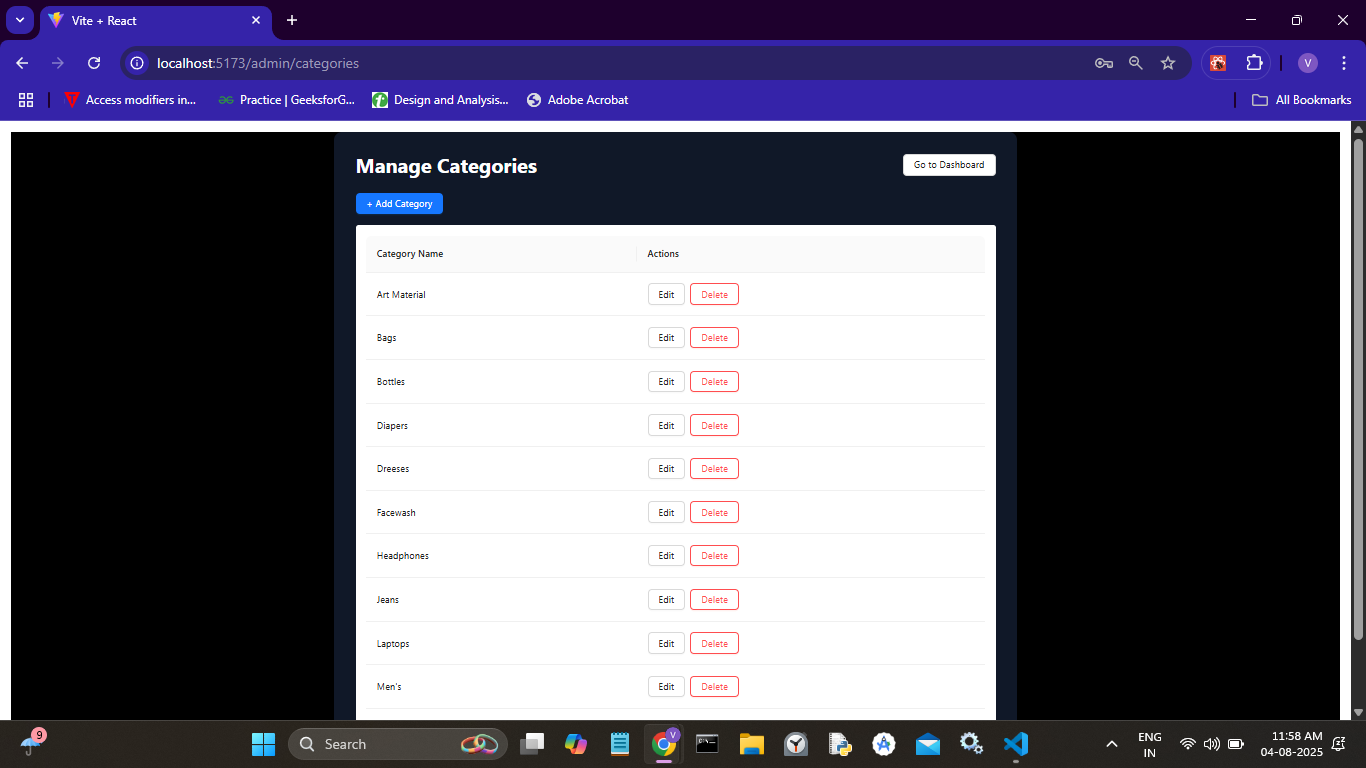 Vite + React
localhost:5173/admin/categories
V
Access modifiers in...
Practice | GeeksforG...
Design and Analysis...
Adobe Acrobat
All Bookmarks
Manage Categories
Go to Dashboard
+ Add Category
Category Name Actions
Art Material Edit Delete
Bags Edit Delete
Bottles Edit Delete
Diapers Edit Delete
Dreeses Edit Delete
Facewash Edit Delete
Headphones Edit Delete
Jeans Edit Delete
Laptops Edit Delete
Men's Edit Delete
9
Search
V
ENG
IN
11:58 AM
04-08-2025